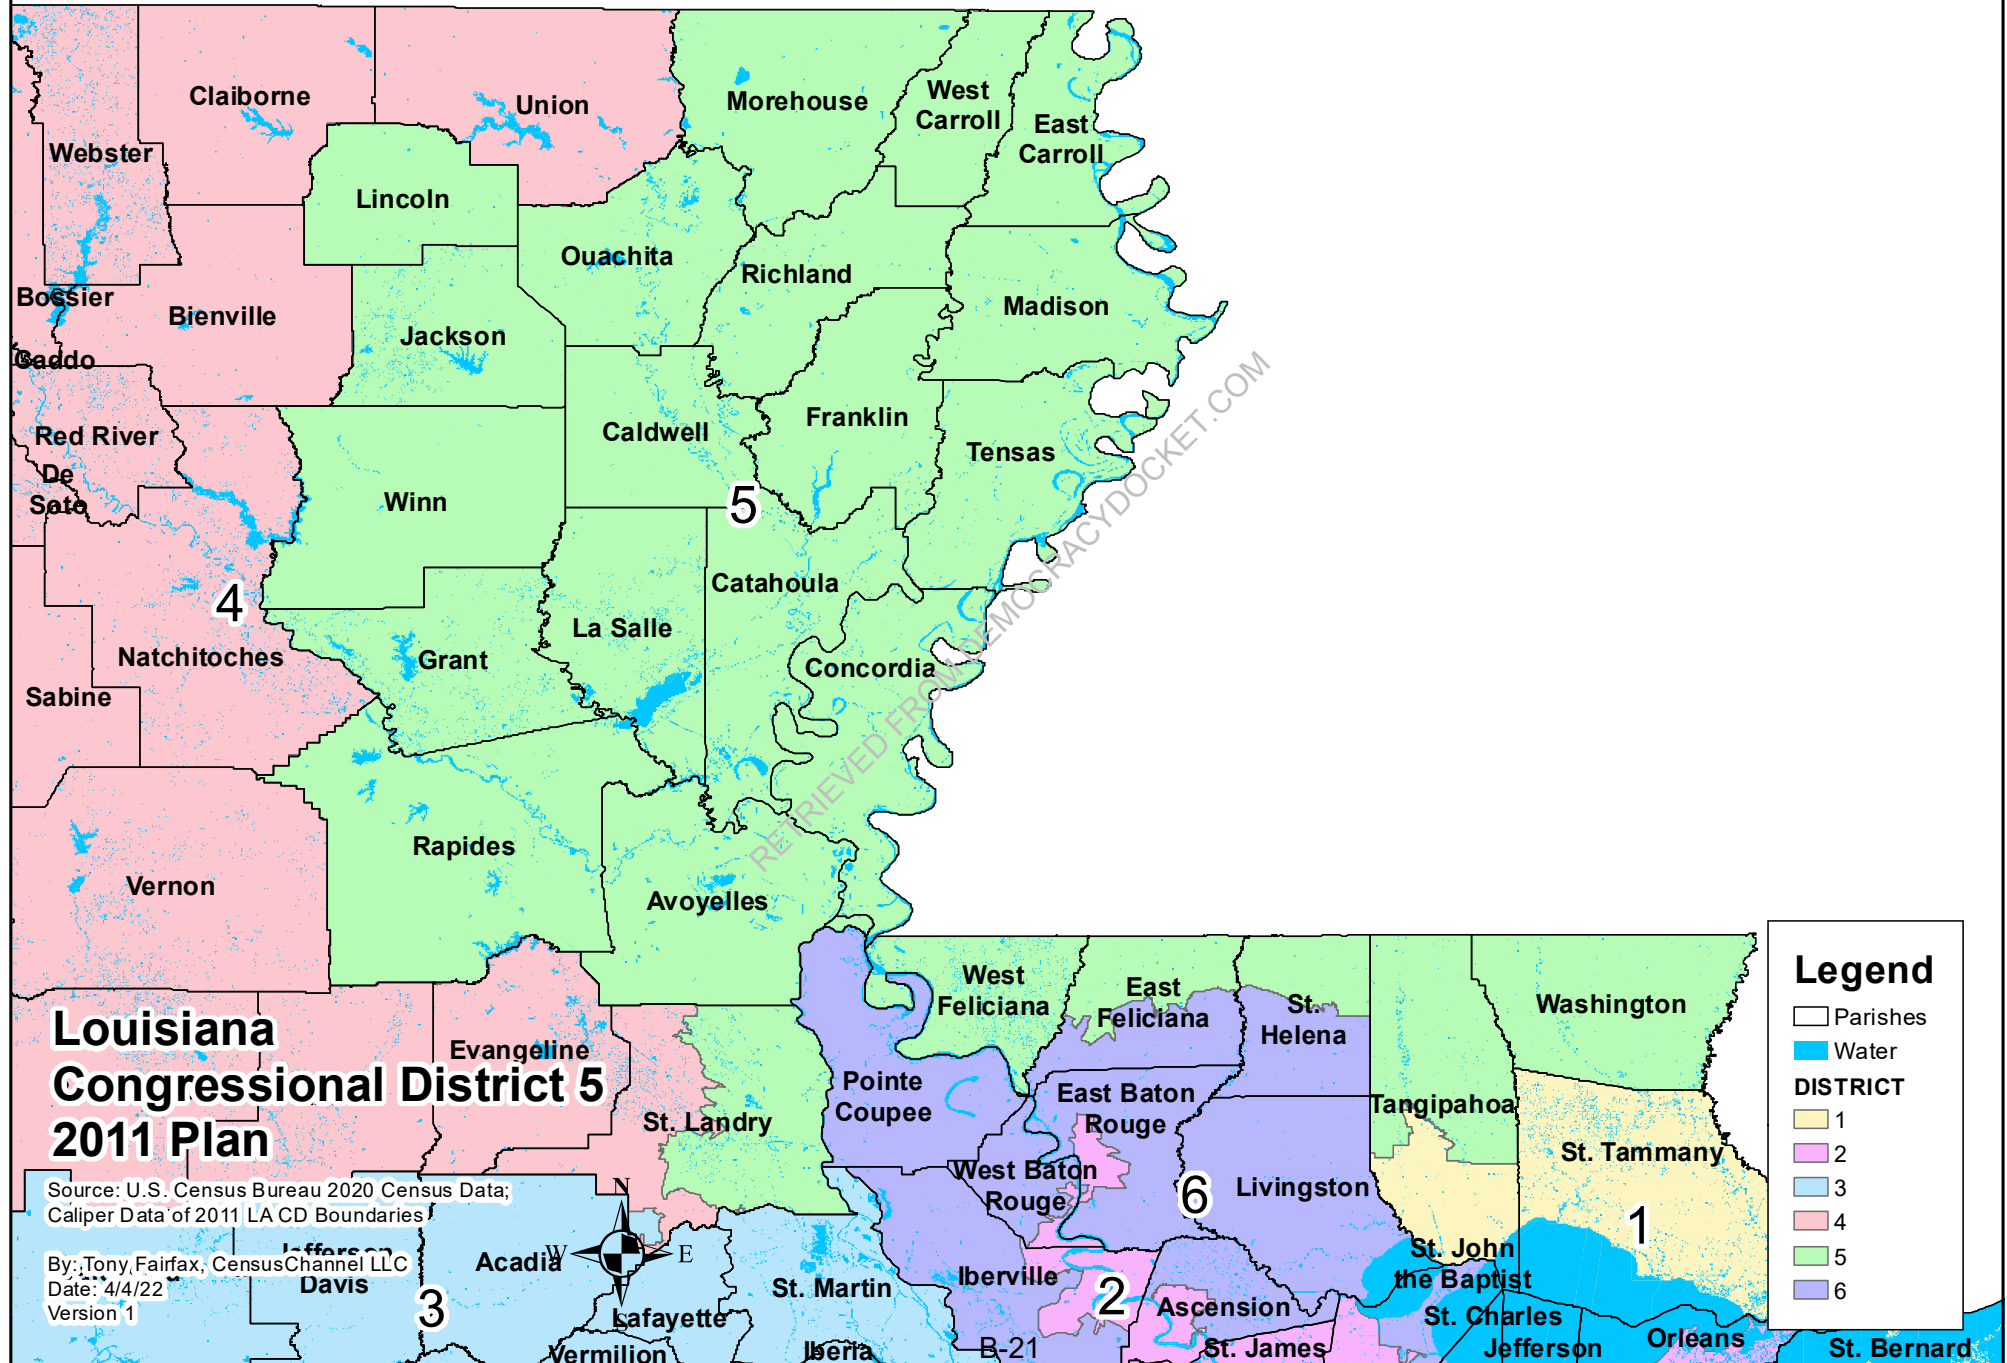 Claiborne
Union
Morehouse
West
Carroll
East
Carroll
Webster
Lincoln
Ouachita
Richland
Bossier
Bienville
Madison
Jackson
Caddo
Franklin
Red River
Caldwell
Tensas
De
Soto
Winn
5
Catahoula
4
La Salle
Natchitoches
Grant
Concordia
Sabine
RETRIEVED FROM DEMOCRACYDOCKET.COM
Rapides
Vernon
Avoyelles
West
Feliciana
East
Feliciana
St.
Helena
Washington
Legend
Parishes
Water
DISTRICT
1
2
3
4
5
6
Louisiana
Congressional District 5
2011 Plan
Evangeline
Pointe
Coupee
East Baton
Rouge
Tangipahoa
St. Landry
St. Tammany
West Baton
Rouge
6
Livingston
1
Source: U.S. Census Bureau 2020 Census Data;
Caliper Data of 2011 LA CD Boundaries
By: Tony Fairfax, CensusChannel LLC
Date: 4/4/22
Version 1
N
W
E
S
Jefferson
Davis
Acadia
3
Lafayette
St. Martin
Iberville
2
Ascension
St. John
the Baptist
St. Charles
Vermilion
Iberia
B-21
St. James
Jefferson
Orleans
St. Bernard